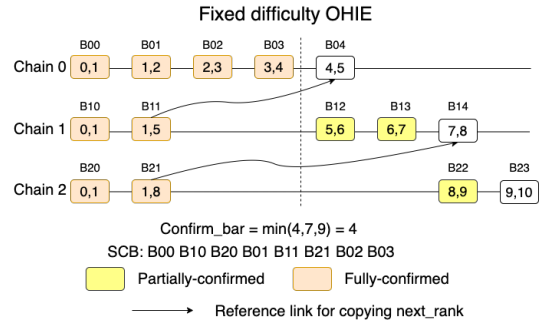 Fixed difficulty OHIE
B00 B01 B02 B03 B04
Chain 0 0,1 1,2 2,3 3,4 4,5
B10 B11 B12 B13 B14
Chain 1 0,1 1,5 5,6 6,7 7,8
B20 B21 B22 B23
Chain 2 0,1 1,8 8,9 9,10
Confirm_bar = min(4,7,9) = 4
SCB: B00 B10 B20 B01 B11 B21 B02 B03
Partially-confirmed Fully-confirmed
Reference link for copying next_rank